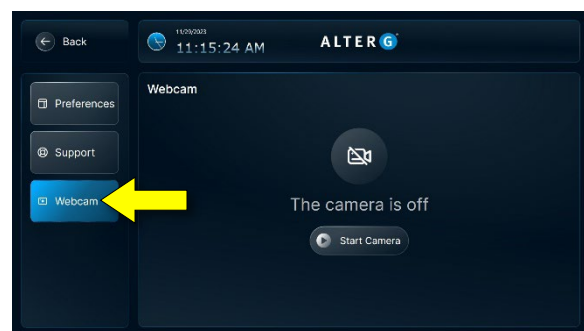 Back
11/29/2023
11:15:24 AM
ALTERG
Preferences
Support
Webcam
Webcam
The camera is off
Start Camera